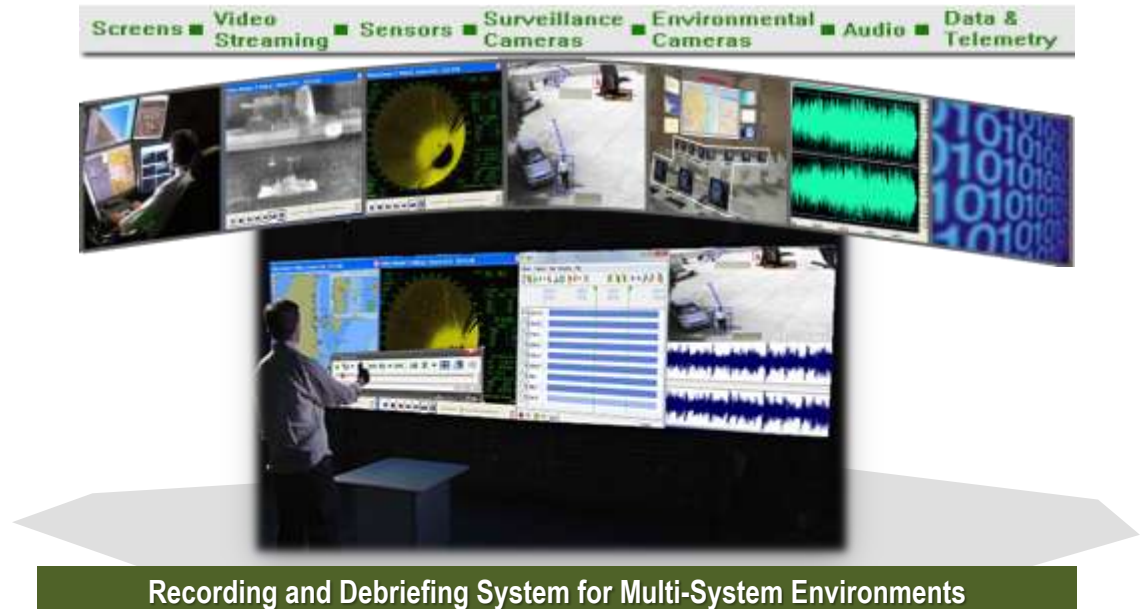 Screens ■ Video Streaming ■ Sensors ■ Surveillance Cameras ■ Environmental Cameras ■ Audio ■ Data & Telemetry
Recording and Debriefing System for Multi-System Environments